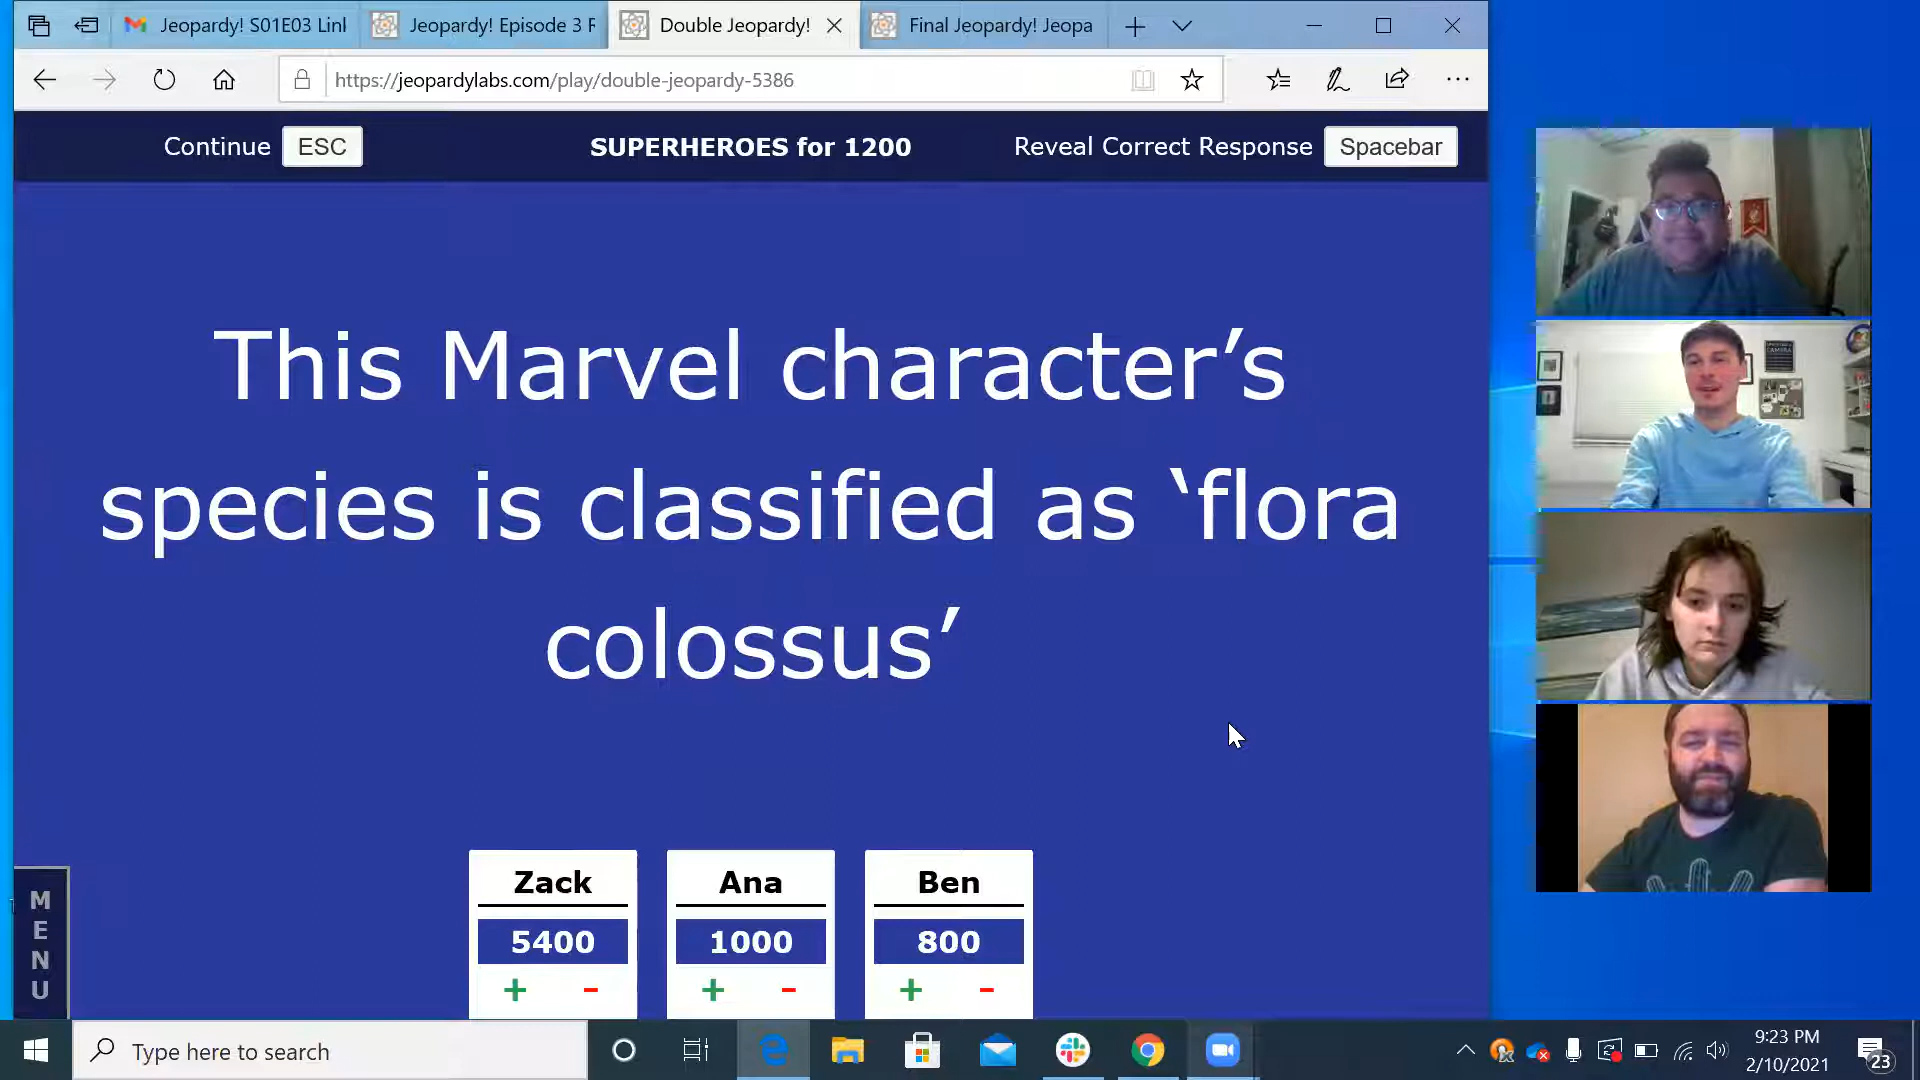 Jeopardy! S01E03 Linl
Jeopardy! Episode 3 F
Double Jeopardy!
Final Jeopardy! Jeopa
https://jeopardylabs.com/play/double-jeopardy-5386
Continue ESC
SUPERHEROES for 1200
Reveal Correct Response Spacebar
This Marvel character’s
species is classified as ‘flora
colossus’
MENU
Zack
5400
+ -
Ana
1000
+ -
Ben
800
+ -
Type here to search
9:23 PM
2/10/2021
23